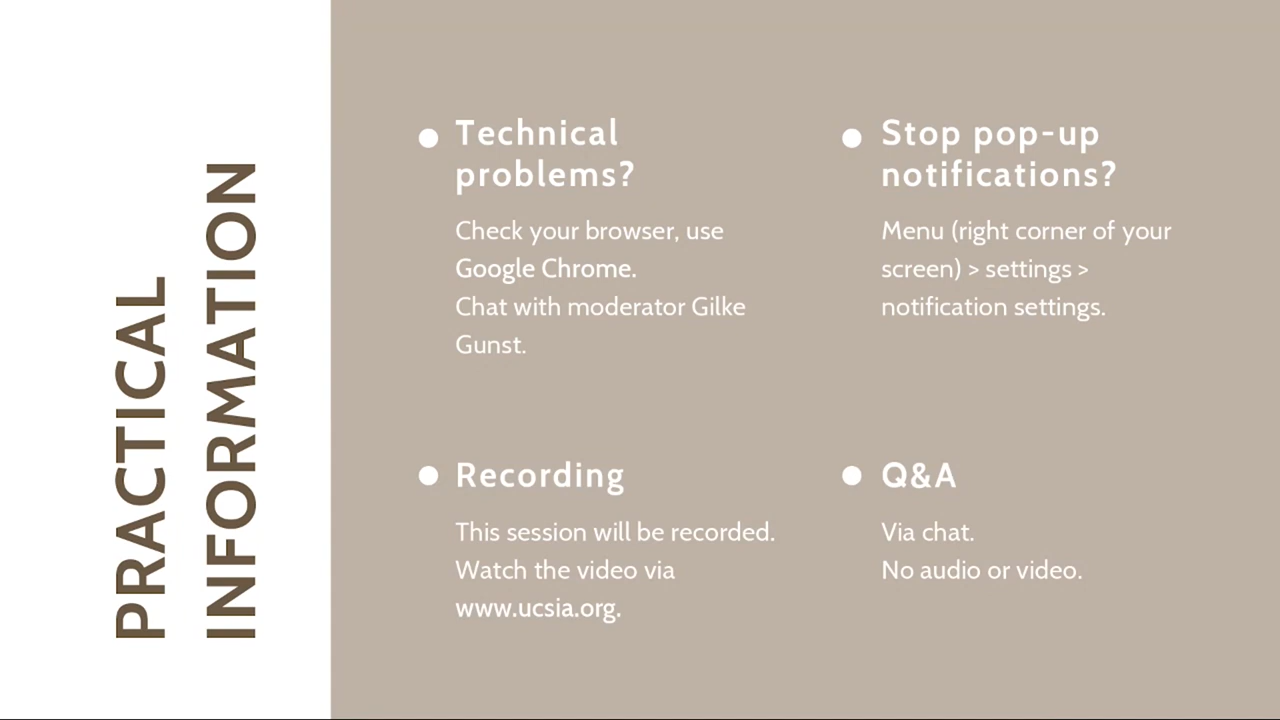 PRACTICAL
INFORMATION
Technical
problems?
Check your browser, use
Google Chrome.
Chat with moderator Gilke
Gunst.
Stop pop-up
notifications?
Menu (right corner of your
screen) > settings >
notification settings.
Recording
This session will be recorded.
Watch the video via
www.ucsia.org.
Q&A
Via chat.
No audio or video.